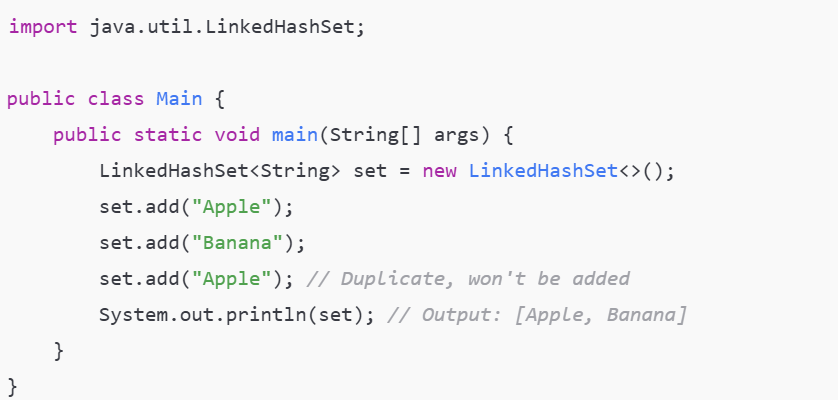 import java.util.LinkedHashSet;

public class Main {
    public static void main(String[] args) {
        LinkedHashSet<String> set = new LinkedHashSet<>();
        set.add("Apple");
        set.add("Banana");
        set.add("Apple"); // Duplicate, won't be added
        System.out.println(set); // Output: [Apple, Banana]
    }
}